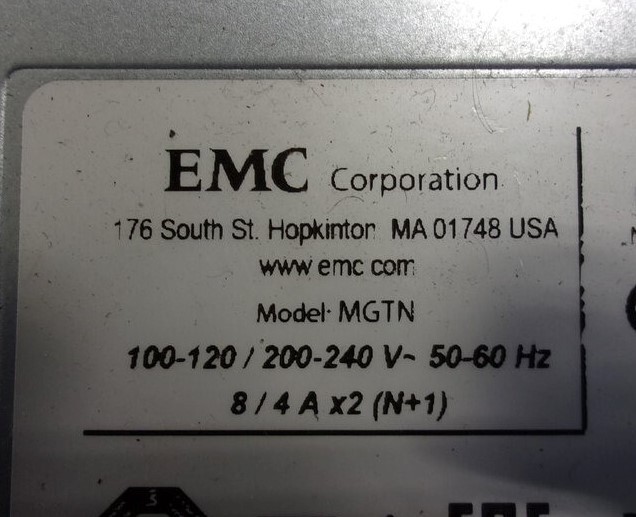 EMC Corporation
176 South St. Hopkinton MA 01748 USA
www emc com
Model: MGTN
100-120 / 200-240 V~ 50-60 Hz
8 / 4 A x2 (N+1)